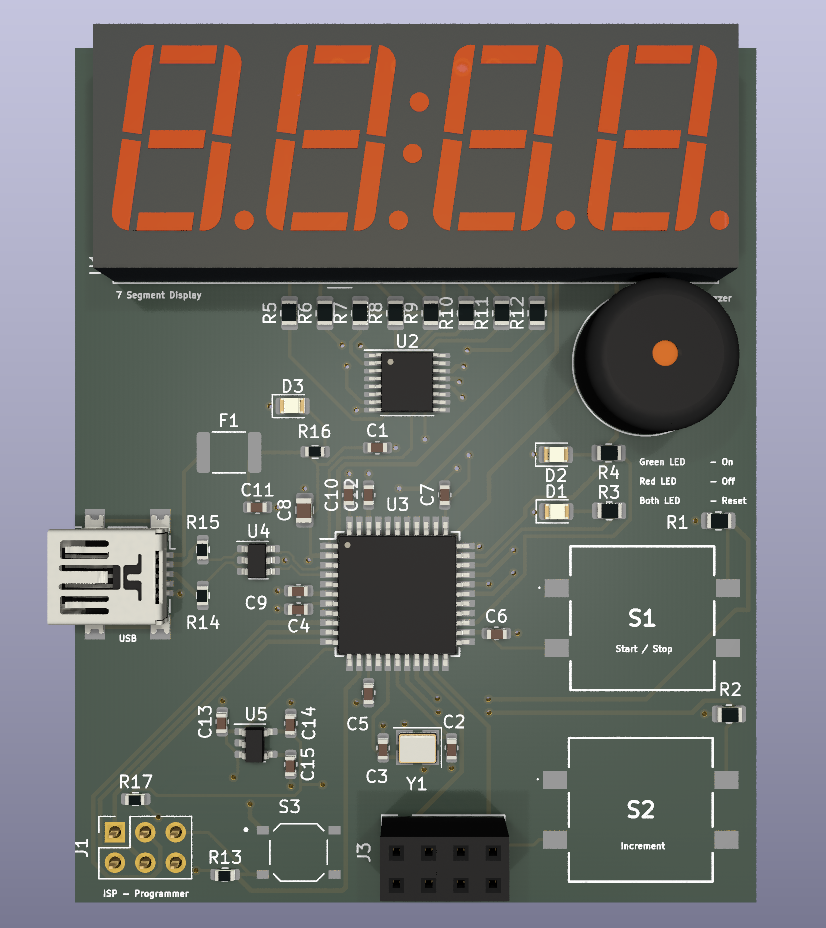 7 Segment Display
zzer
R5 R6 R7 R8 R9 R10 R11 R12
U2
D3
F1
C1
R16
D2
R4
Green LED – On
Red LED – Off
Both LED – Reset
C10 C12
C7
C11
C8
U3
D1
R3
R1
R15
U4
C9
C4
R14
USB
C6
S1
Start / Stop
R2
C13
U5
C14
C5
C2
C15
C3
Y1
R17
S3
S2
J1
J3
R13
Increment
ISP – Programmer